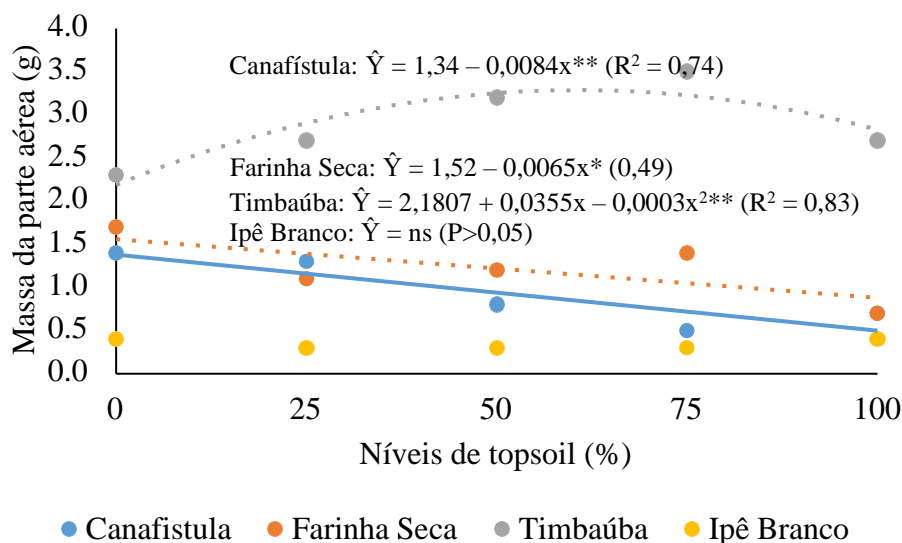 4.0
3.5
3.0
2.5
2.0
1.5
1.0
0.5
0.0
Massa da parte aérea (g)
Canafístula: Ŷ = 1,34 – 0,0084x** (R² = 0,74)
Farinha Seca: Ŷ = 1,52 – 0,0065x* (0,49)
Timbaúba: Ŷ = 2,1807 + 0,0355x – 0,0003x²** (R² = 0,83)
Ipê Branco: Ŷ = ns (P>0,05)
0 25 50 75 100
Níveis de topsoil (%)
Canafistula Farinha Seca Timbaúba Ipê Branco